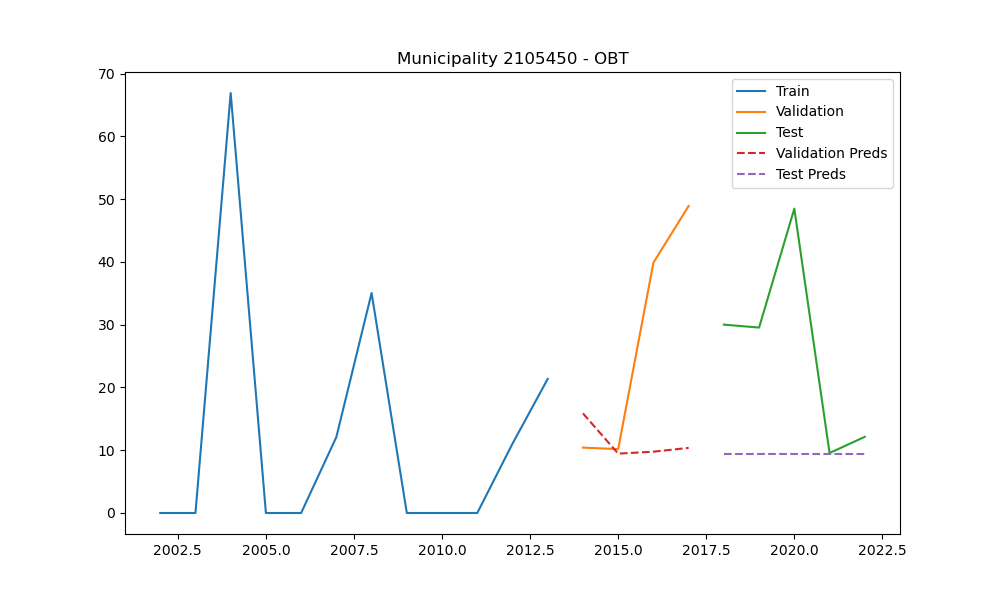 Municipality 2105450 - OBT
70
60
50
40
30
20
10
0
2002.5 2005.0 2007.5 2010.0 2012.5 2015.0 2017.5 2020.0 2022.5
Train
Validation
Test
Validation Preds
Test Preds